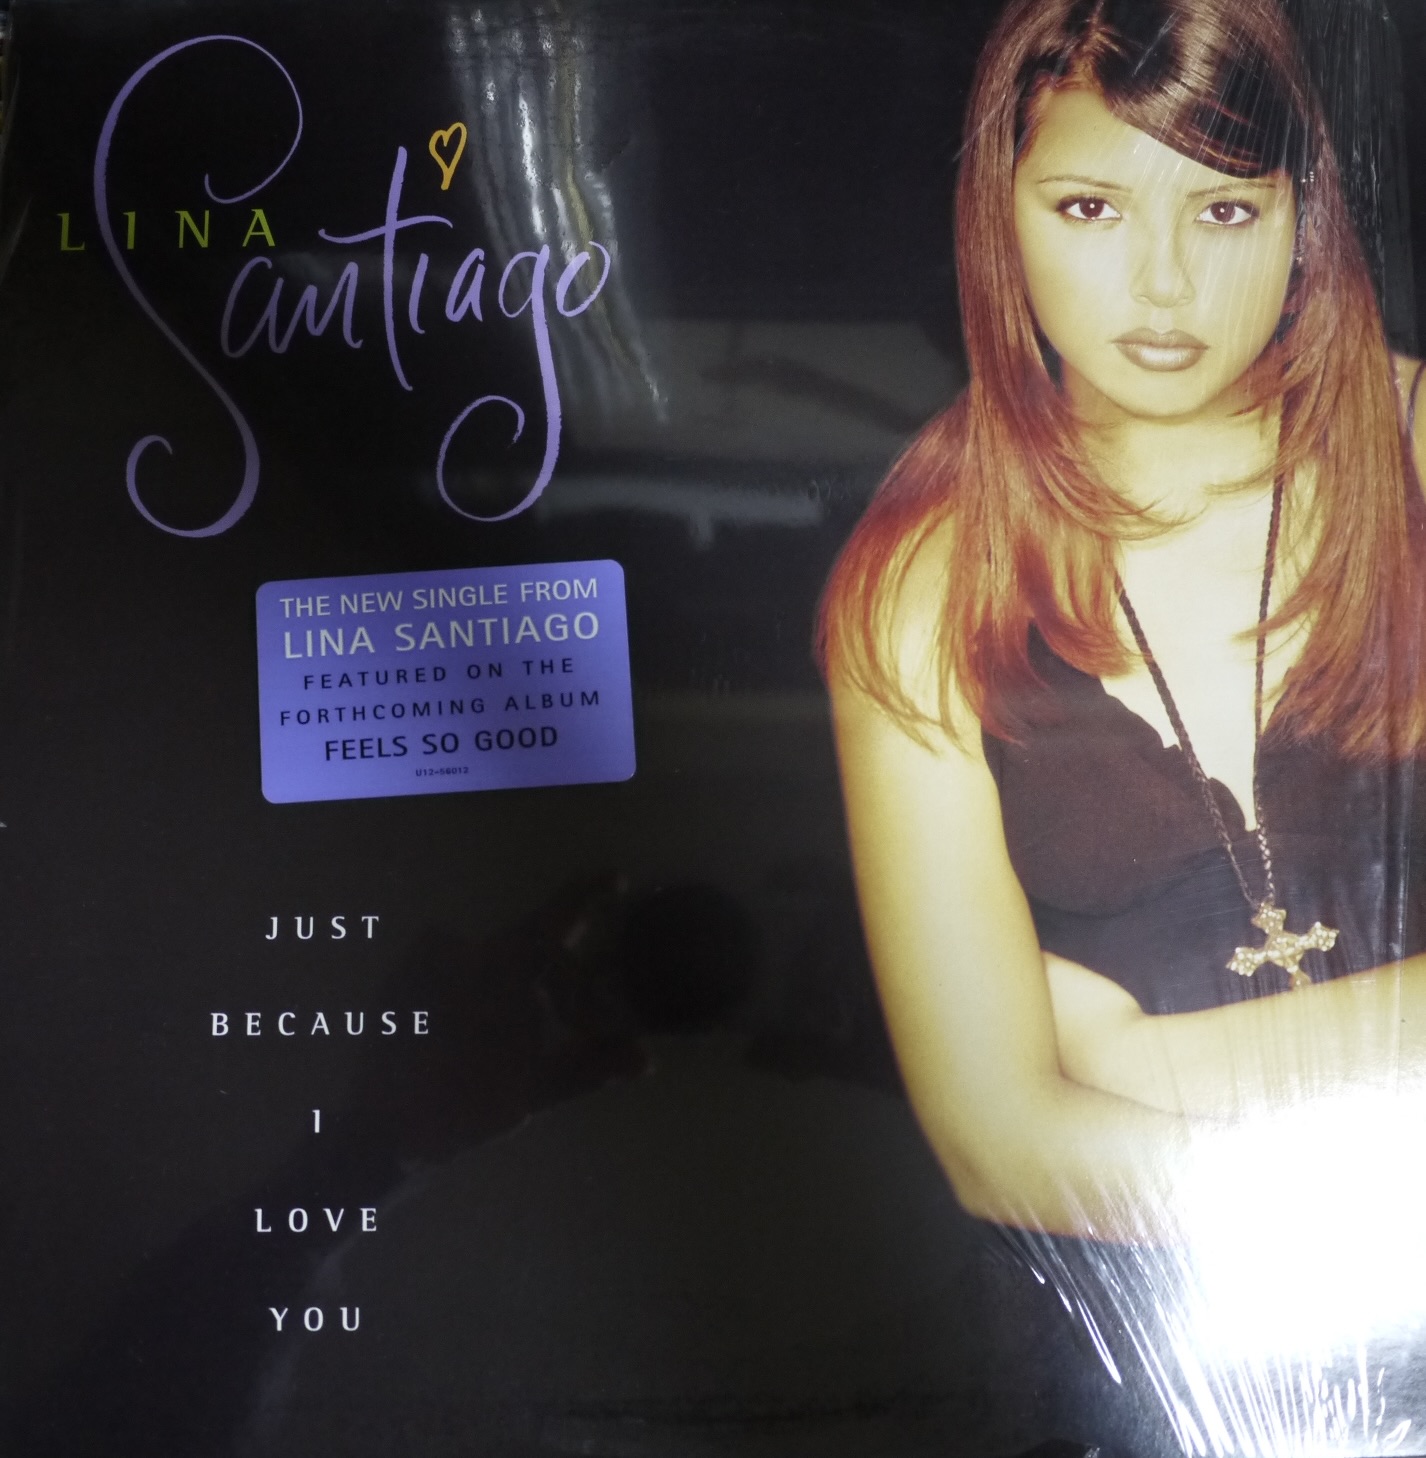 LINA
Santiago
THE NEW SINGLE FROM
LINA SANTIAGO
FEATURED ON THE
FORTHCOMING ALBUM
FEELS SO GOOD
U12-56012
JUST
BECAUSE
I
LOVE
YOU